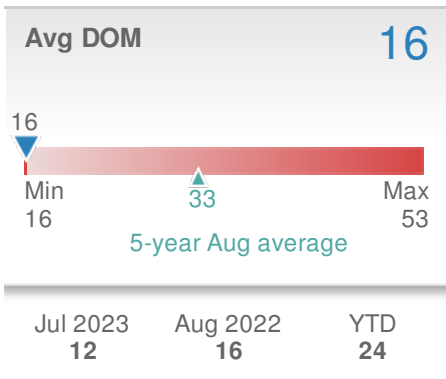 Avg DOM 16
16
Min Max
16 33 53
5-year Aug average
Jul 2023 Aug 2022 YTD
12 16 24